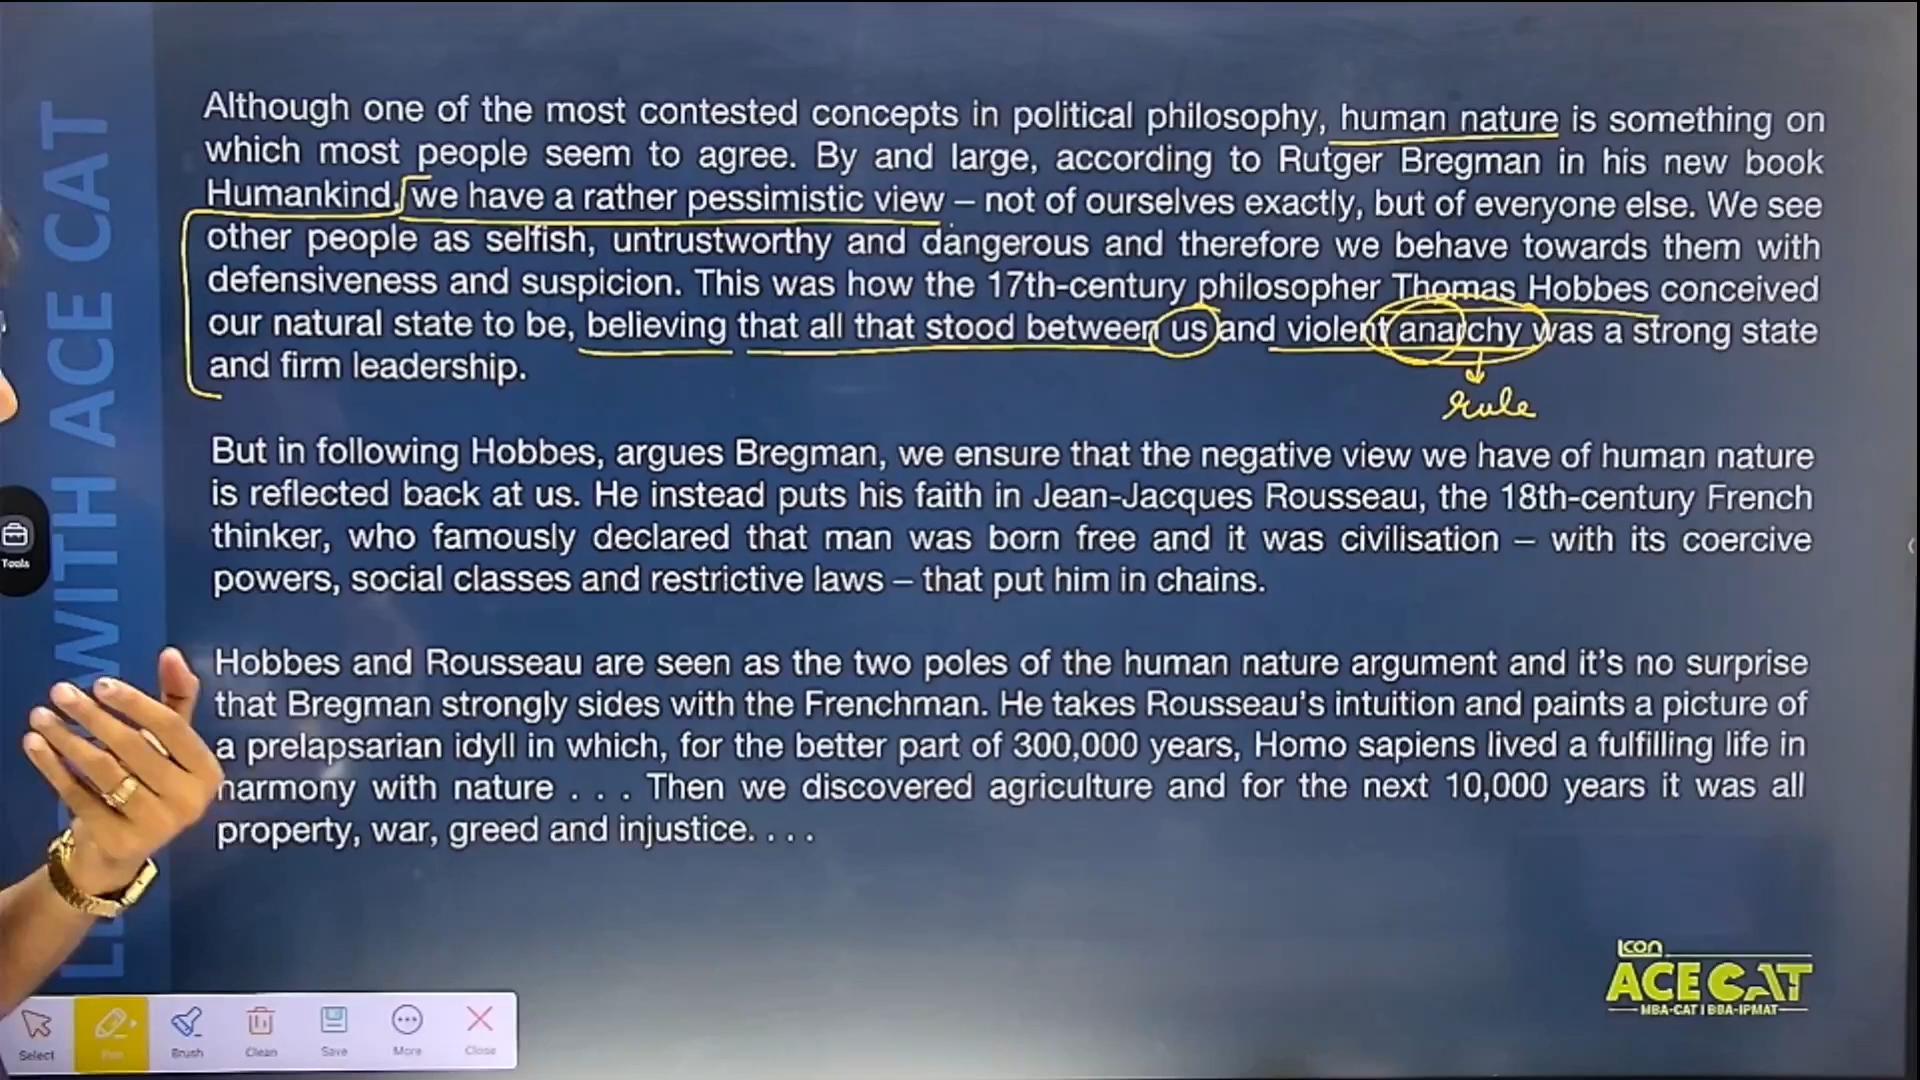 Although one of the most contested concepts in political philosophy, human nature is something on
which most people seem to agree. By and large, according to Rutger Bregman in his new book
Humankind, we have a rather pessimistic view – not of ourselves exactly, but of everyone else. We see
other people as selfish, untrustworthy and dangerous and therefore we behave towards them with
defensiveness and suspicion. This was how the 17th-century philosopher Thomas Hobbes conceived
our natural state to be, believing that all that stood between us and violent anarchy was a strong state
and firm leadership.
rule
But in following Hobbes, argues Bregman, we ensure that the negative view we have of human nature
is reflected back at us. He instead puts his faith in Jean-Jacques Rousseau, the 18th-century French
thinker, who famously declared that man was born free and it was civilisation – with its coercive
powers, social classes and restrictive laws – that put him in chains.
Hobbes and Rousseau are seen as the two poles of the human nature argument and it's no surprise
that Bregman strongly sides with the Frenchman. He takes Rousseau's intuition and paints a picture of
a prelapsarian idyll in which, for the better part of 300,000 years, Homo sapiens lived a fulfilling life in
harmony with nature . . . Then we discovered agriculture and for the next 10,000 years it was all
property, war, greed and injustice. . . .
WITH ACE CAT
Tools
icon
ACE CAT
MBA-CAT | BBA-IPMAT
Select Pen Brush Clean Save More Close